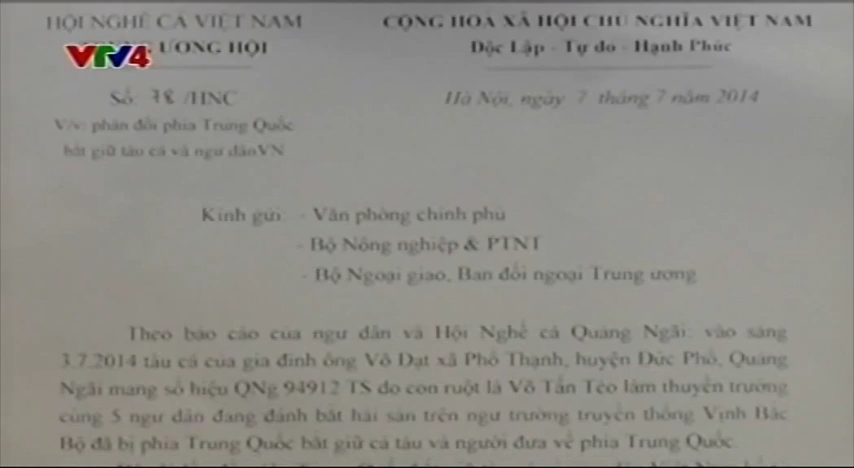 HỘI NGHỀ CÁ VIỆT NAM
CỘNG HOÀ XÃ HỘI CHỦ NGHĨA VIỆT NAM
VTV4
ƯƠNG HỘI
Độc Lập - Tự do - Hạnh Phúc
Số: 78 /HNC
Hà Nội, ngày 7 tháng 7 năm 2014
V/v: phản đối phía Trung Quốc
bắt giữ tàu cá và ngư dânVN
Kính gửi: - Văn phòng chính phủ
- Bộ Nông nghiệp & PTNT
- Bộ Ngoại giao, Ban đối ngoại Trung ương
Theo báo cáo của ngư dân và Hội Nghề cá Quảng Ngãi: vào sáng
3.7.2014 tàu cá của gia đình ông Võ Đạt xã Phổ Thạnh, huyện Đức Phổ, Quảng
Ngãi mang số hiệu QNg 94912 TS do con ruột là Võ Tấn Tèo làm thuyền trưởng
cùng 5 ngư dân đang đánh bắt hải sản trên ngư trường truyền thống Vịnh Bắc
Bộ đã bị phía Trung Quốc bắt giữ cả tàu và người đưa về phía Trung Quốc.